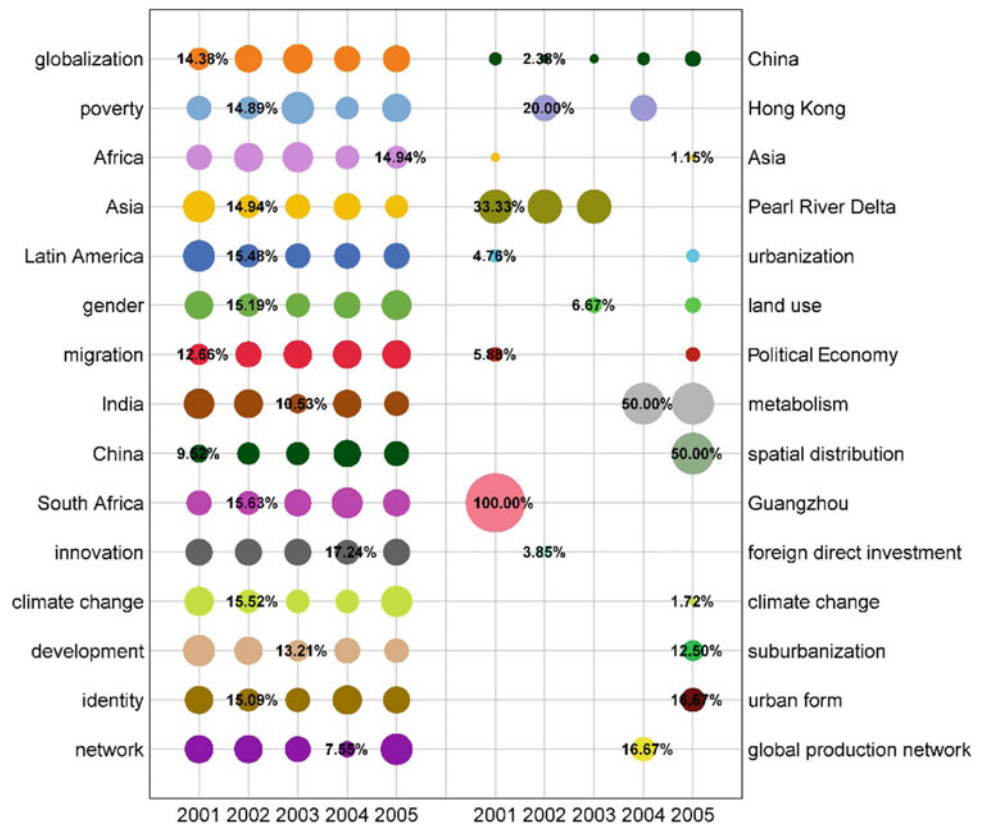 globalization 14.38% 2.38% China
poverty 14.89% 20.00% Hong Kong
Africa 14.94% 1.15% Asia
Asia 14.94% 33.33% Pearl River Delta
Latin America 15.48% 4.76% urbanization
gender 15.19% 6.67% land use
migration 12.66% 5.88% Political Economy
India 10.53% 50.00% metabolism
China 9.52% 50.00% spatial distribution
South Africa 15.63% 100.00% Guangzhou
innovation 17.24% 3.85% foreign direct investment
climate change 15.52% 1.72% climate change
development 13.21% 12.50% suburbanization
identity 15.09% 16.67% urban form
network 7.55% 16.67% global production network
2001 2002 2003 2004 2005 2001 2002 2003 2004 2005